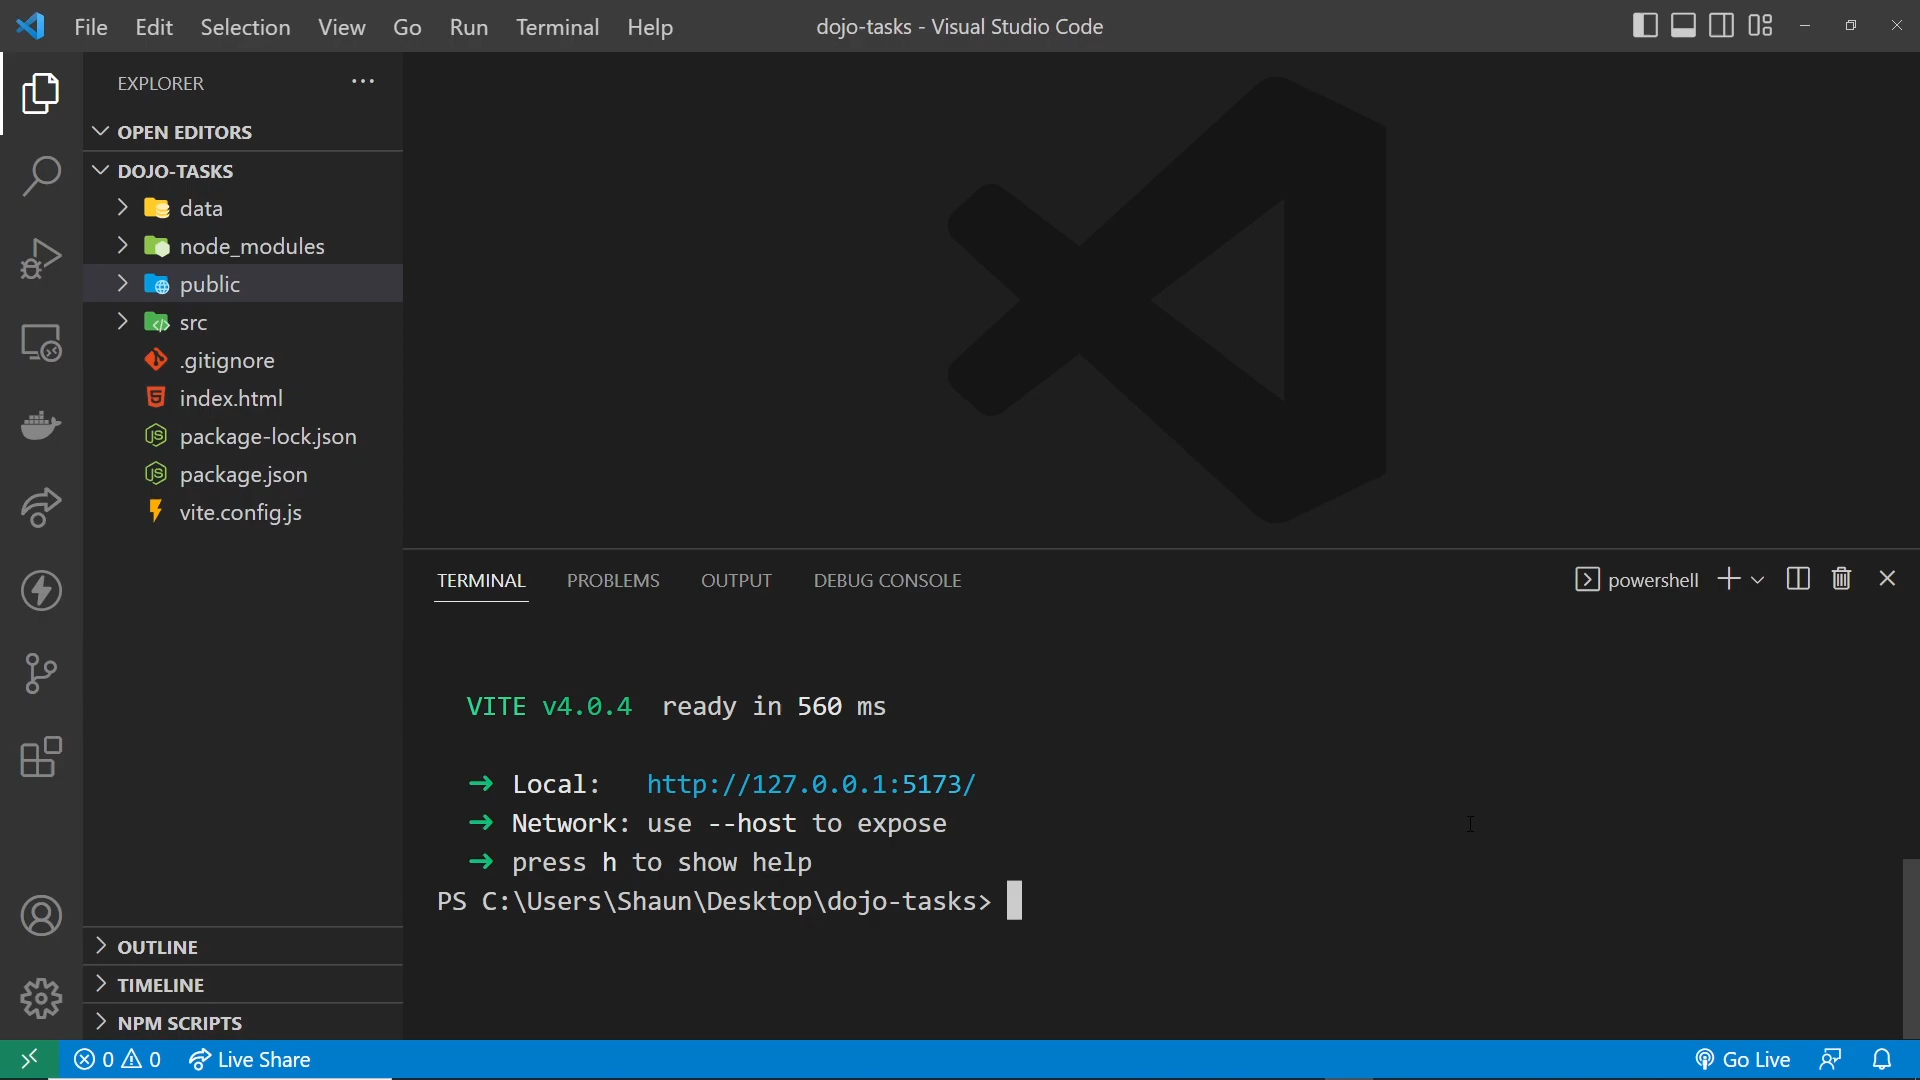 File Edit Selection View Go Run Terminal Help
dojo-tasks - Visual Studio Code
EXPLORER
OPEN EDITORS
DOJO-TASKS
data
node_modules
public
src
.gitignore
index.html
package-lock.json
package.json
vite.config.js
OUTLINE
TIMELINE
NPM SCRIPTS
TERMINAL PROBLEMS OUTPUT DEBUG CONSOLE
powershell
VITE v4.0.4 ready in 560 ms
➜ Local: http://127.0.0.1:5173/
➜ Network: use --host to expose
➜ press h to show help
PS C:\Users\Shaun\Desktop\dojo-tasks>
0 0 Live Share
Go Live